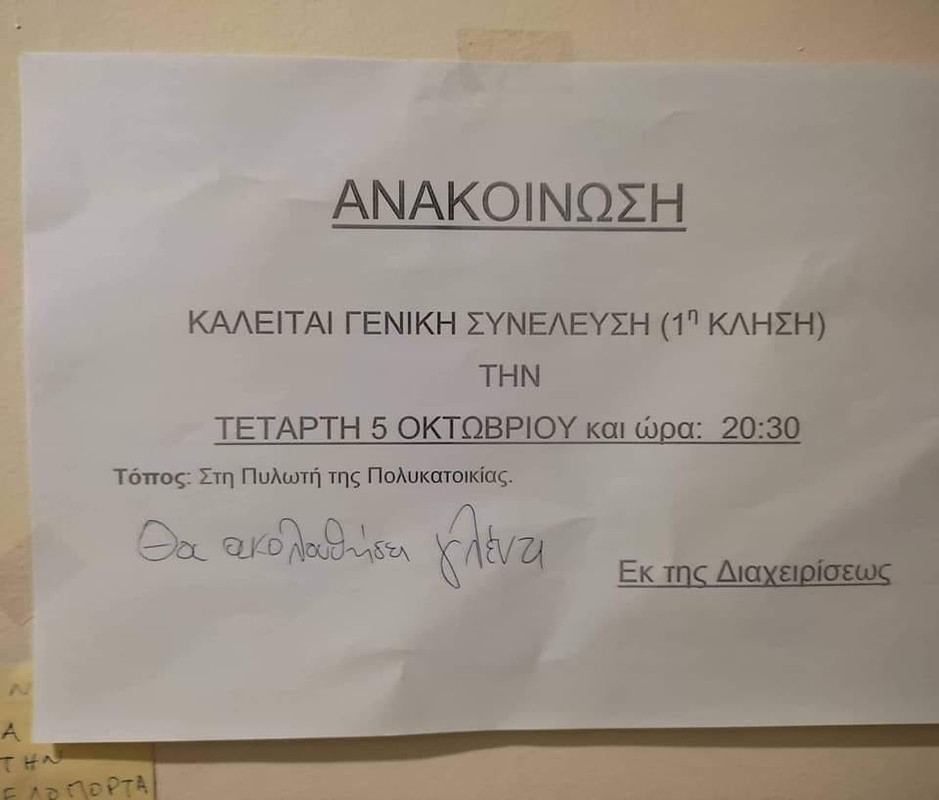 ΑΝΑΚΟΙΝΩΣΗ
ΚΑΛΕΙΤΑΙ ΓΕΝΙΚΗ ΣΥΝΕΛΕΥΣΗ (1η ΚΛΗΣΗ)
ΤΗΝ
ΤΕΤΑΡΤΗ 5 ΟΚΤΩΒΡΙΟΥ και ώρα: 20:30
Τόπος: Στη Πυλωτή της Πολυκατοικίας.
Θα ακολουθήσει γλέντι
Εκ της Διαχειρίσεως
Ν
Α
ΤΗΝ